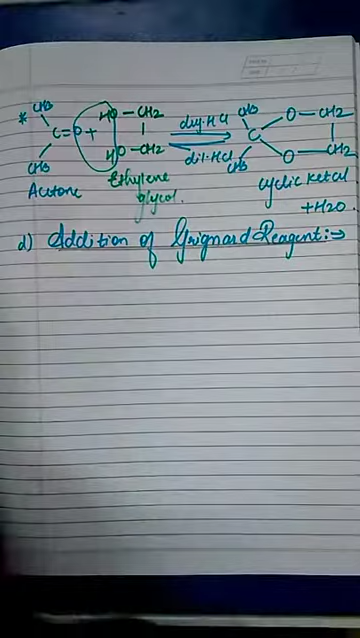 * CH3 HO — CH2 dry·HCl CH3 O — CH2
C=O + C
CH3 HO — CH2 dil·HCl CH3 O — CH2
Acetone Ethylene glycol. cyclic ketal
+H2O.
d) Addition of Grignard Reagent:⇒